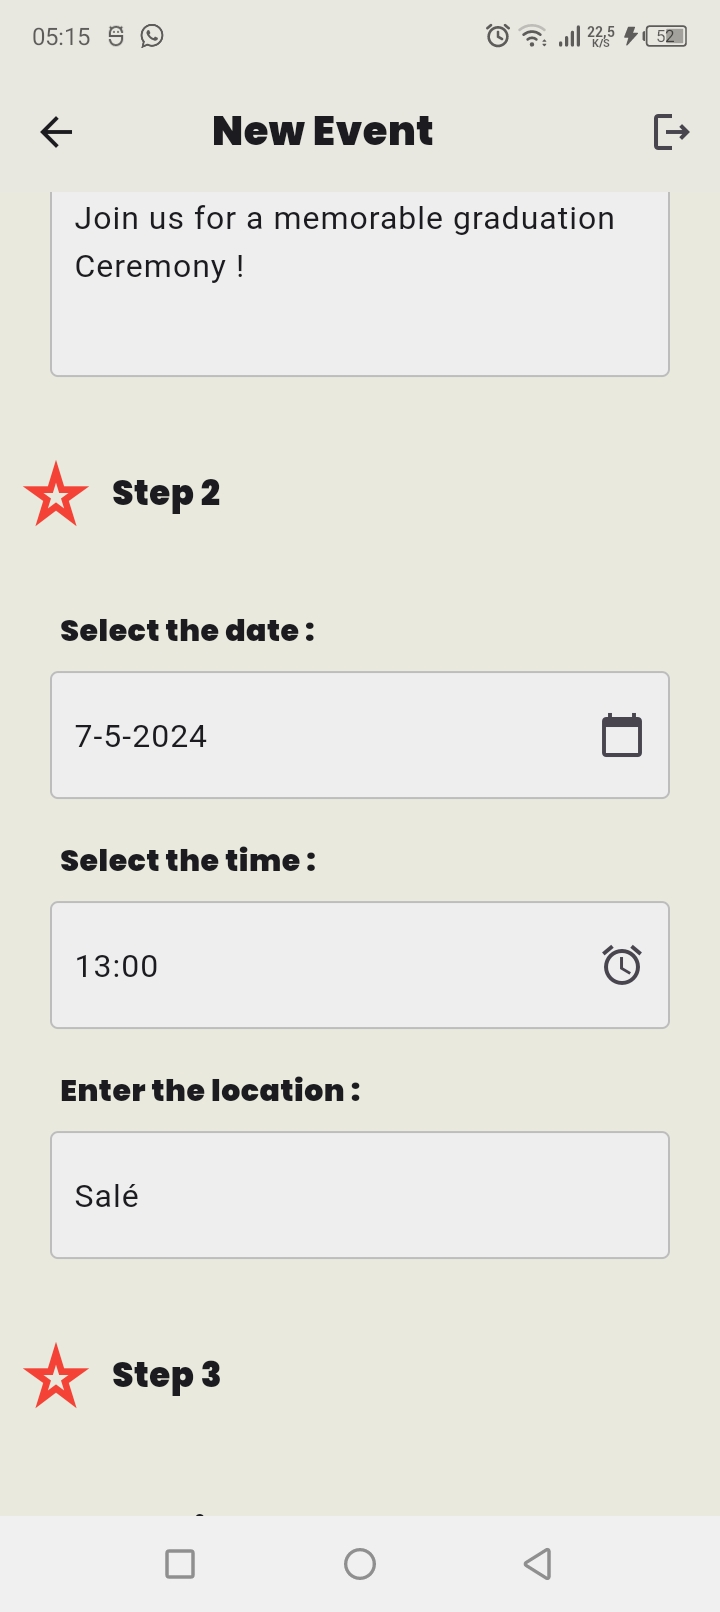 05:15
22,5
K/S
52
New Event
Join us for a memorable graduation
Ceremony !
Step 2
Select the date :
7-5-2024
Select the time :
13:00
Enter the location :
Salé
Step 3